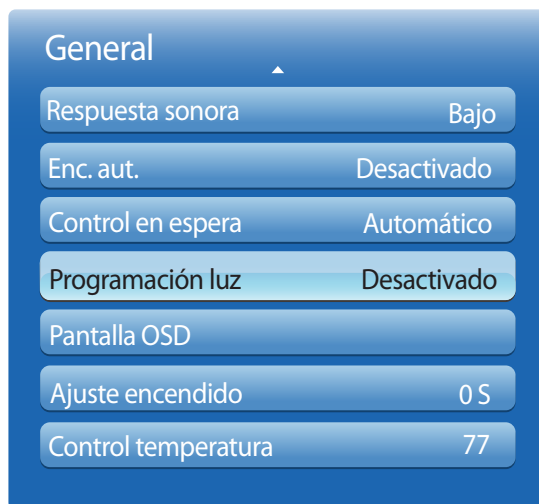 General
Respuesta sonora Bajo
Enc. aut. Desactivado
Control en espera Automático
Programación luz Desactivado
Pantalla OSD
Ajuste encendido 0 S
Control temperatura 77